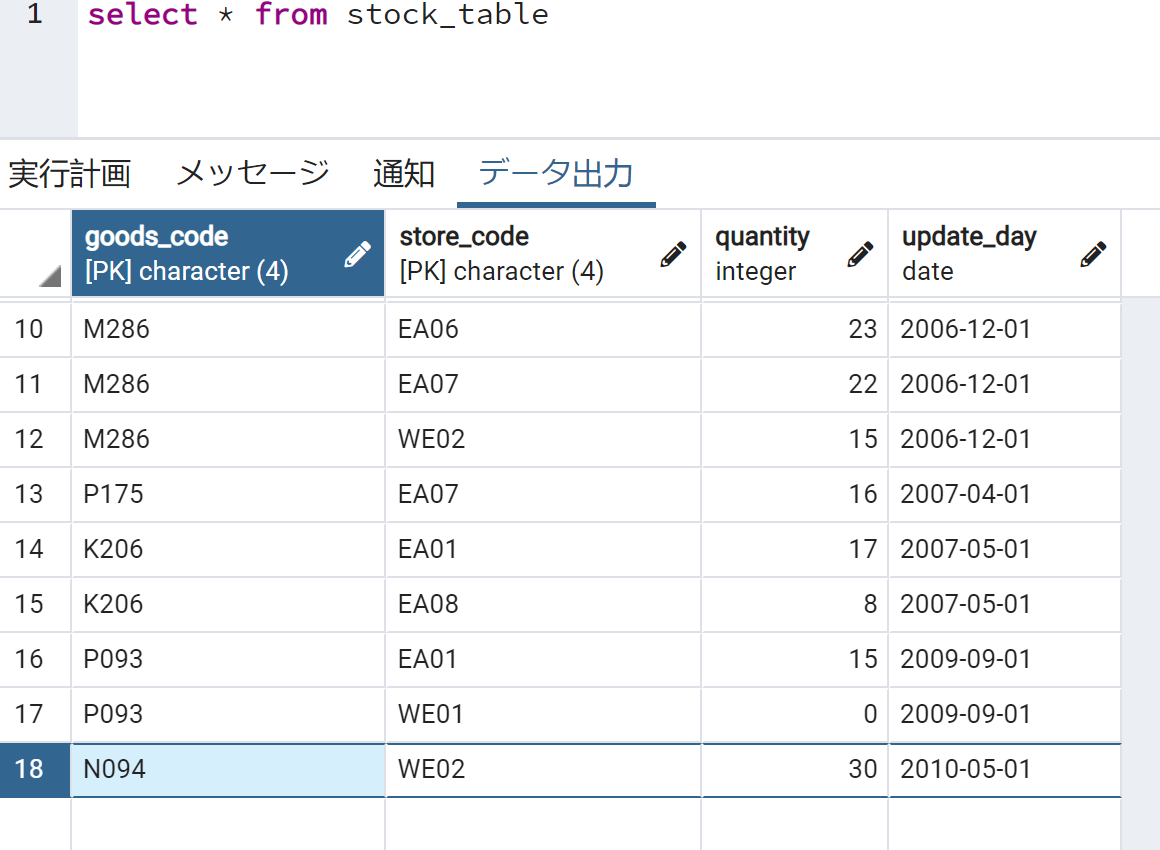 1 select * from stock_table
実行計画 メッセージ 通知 データ出力
goods_code store_code quantity update_day
[PK] character (4) [PK] character (4) integer date
10 M286 EA06 23 2006-12-01
11 M286 EA07 22 2006-12-01
12 M286 WE02 15 2006-12-01
13 P175 EA07 16 2007-04-01
14 K206 EA01 17 2007-05-01
15 K206 EA08 8 2007-05-01
16 P093 EA01 15 2009-09-01
17 P093 WE01 0 2009-09-01
18 N094 WE02 30 2010-05-01